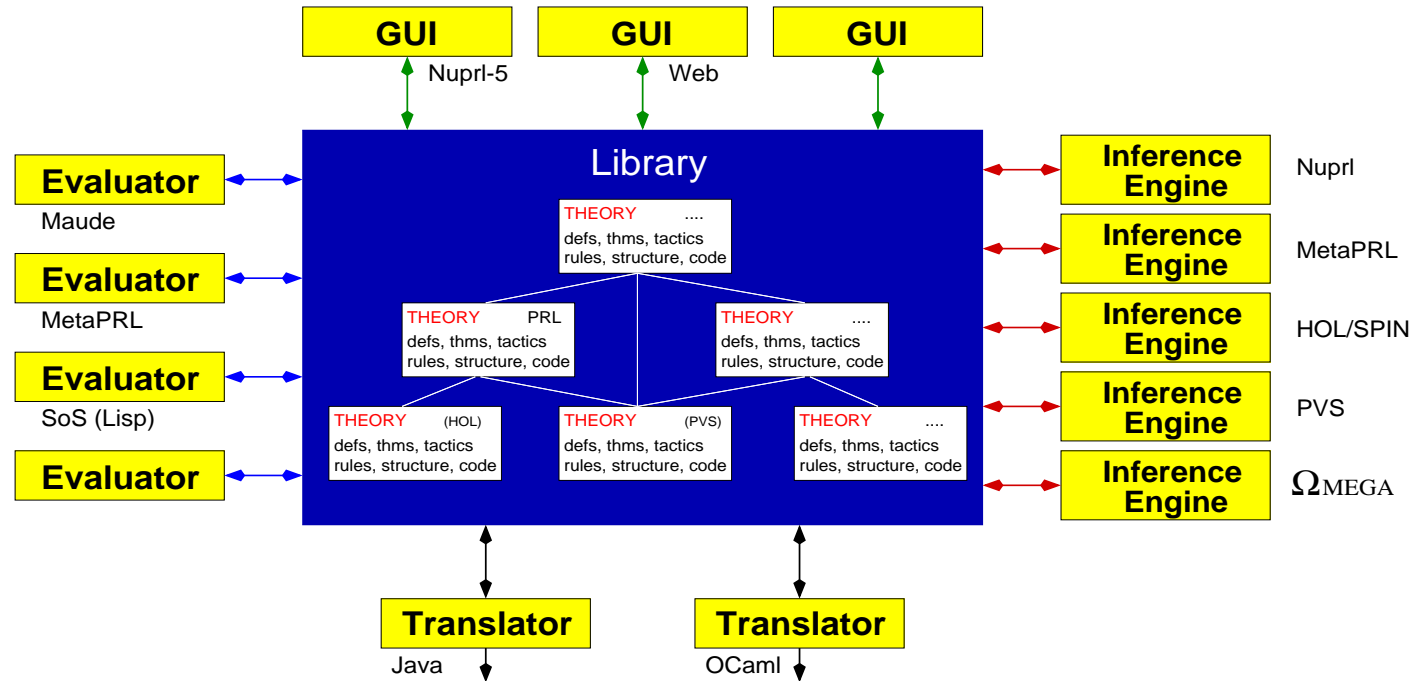 GUI
GUI
GUI
Nuprl-5
Web
Library
Evaluator
Maude
Evaluator
MetaPRL
Evaluator
SoS (Lisp)
Evaluator
THEORY ....
defs, thms, tactics
rules, structure, code
THEORY PRL
defs, thms, tactics
rules, structure, code
THEORY ....
defs, thms, tactics
rules, structure, code
THEORY (HOL)
defs, thms, tactics
rules, structure, code
THEORY (PVS)
defs, thms, tactics
rules, structure, code
THEORY ....
defs, thms, tactics
rules, structure, code
Inference
Engine
Nuprl
Inference
Engine
MetaPRL
Inference
Engine
HOL/SPIN
Inference
Engine
PVS
Inference
Engine
ΩMEGA
Translator
Java
Translator
OCaml